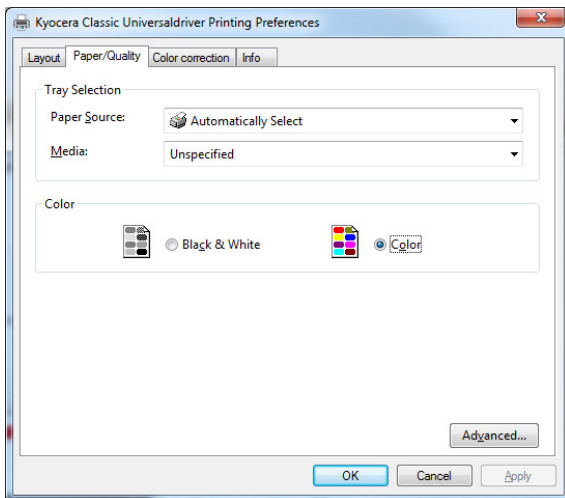 Kyocera Classic Universaldriver Printing Preferences
Layout Paper/Quality Color correction Info
Tray Selection
Paper Source: Automatically Select
Media: Unspecified
Color
Black & White Color
Advanced...
OK Cancel Apply